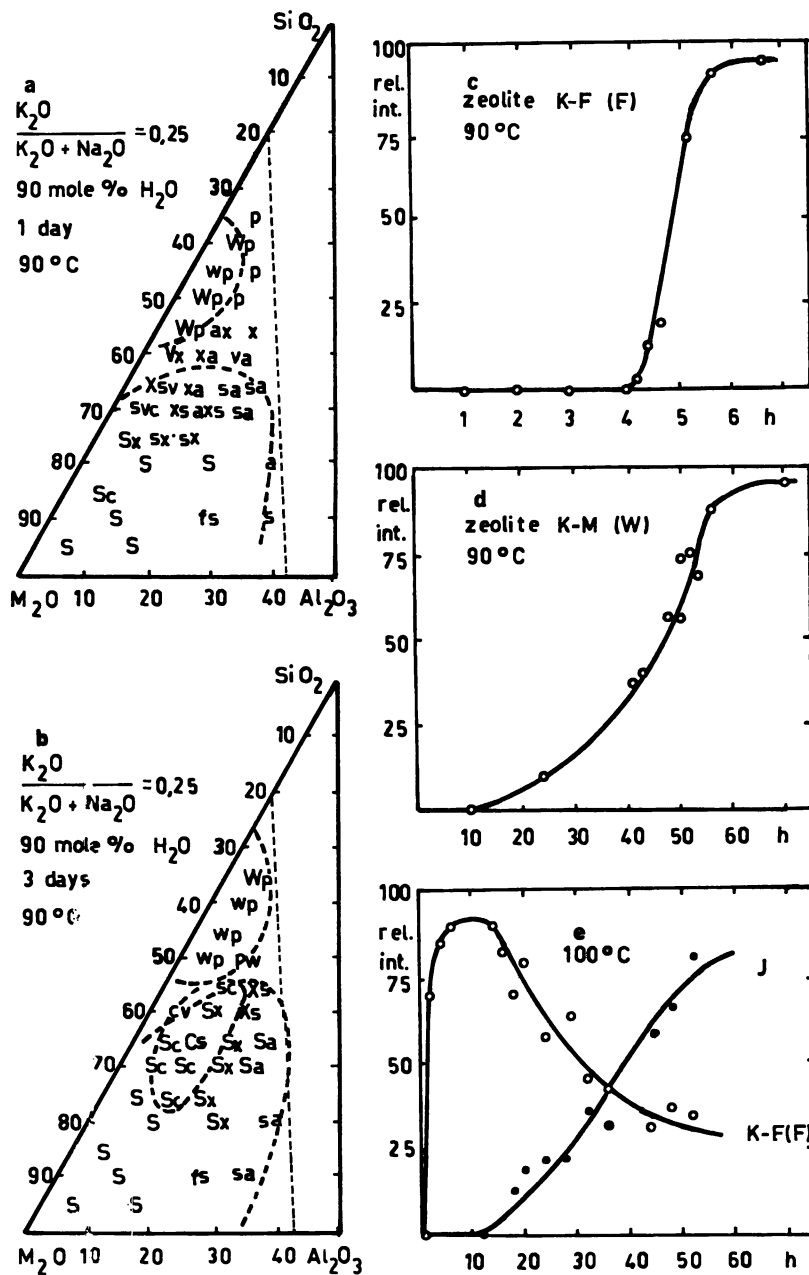 SiO2
a
K2O
K2O + Na2O = 0,25
90 mole % H2O
1 day
90 °C
10
20
30
40
50
60
70
80
90
p
Wp
wp p
Wp p
Wp ax x
Vx xa va
Xsv xa sa sa
svc xs axs sa
Sx sx sx
S S a
Sc
S fs s
S S
M2O 10 20 30 40 Al2O3
SiO2
b
K2O
K2O + Na2O = 0,25
90 mole % H2O
3 days
90 °C
10
20
30
40
50
60
70
80
90
Wp
wp
wp
wp pw
sc Xs
cv Sx Xs
Sc Cs Sx Sa
Sc Sc Sx Sa
S Sc Sx
S Sx sa
S
S fs sa
S S
M2O 10 20 30 40 Al2O3
100
rel.
int.
75
50
25
c
zeolite K-F (F)
90 °C
1 2 3 4 5 6 h
100
rel.
int.
75
50
25
d
zeolite K-M (W)
90 °C
10 20 30 40 50 60 h
100
rel.
int.
75
50
25
e
100 °C
J
K-F(F)
10 20 30 40 50 60 h